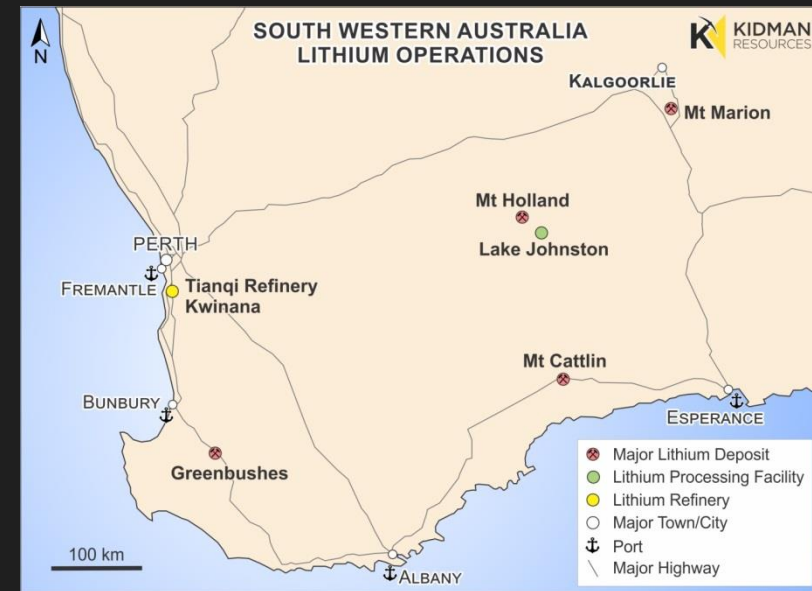 N
SOUTH WESTERN AUSTRALIA
LITHIUM OPERATIONS
K
KIDMAN
RESOURCES
KALGOORLIE
Mt Marion
Mt Holland
Lake Johnston
PERTH
FREMANTLE
Tianqi Refinery
Kwinana
Mt Cattlin
BUNBURY
ESPERANCE
Greenbushes
ALBANY
100 km
Major Lithium Deposit
Lithium Processing Facility
Lithium Refinery
Major Town/City
Port
Major Highway